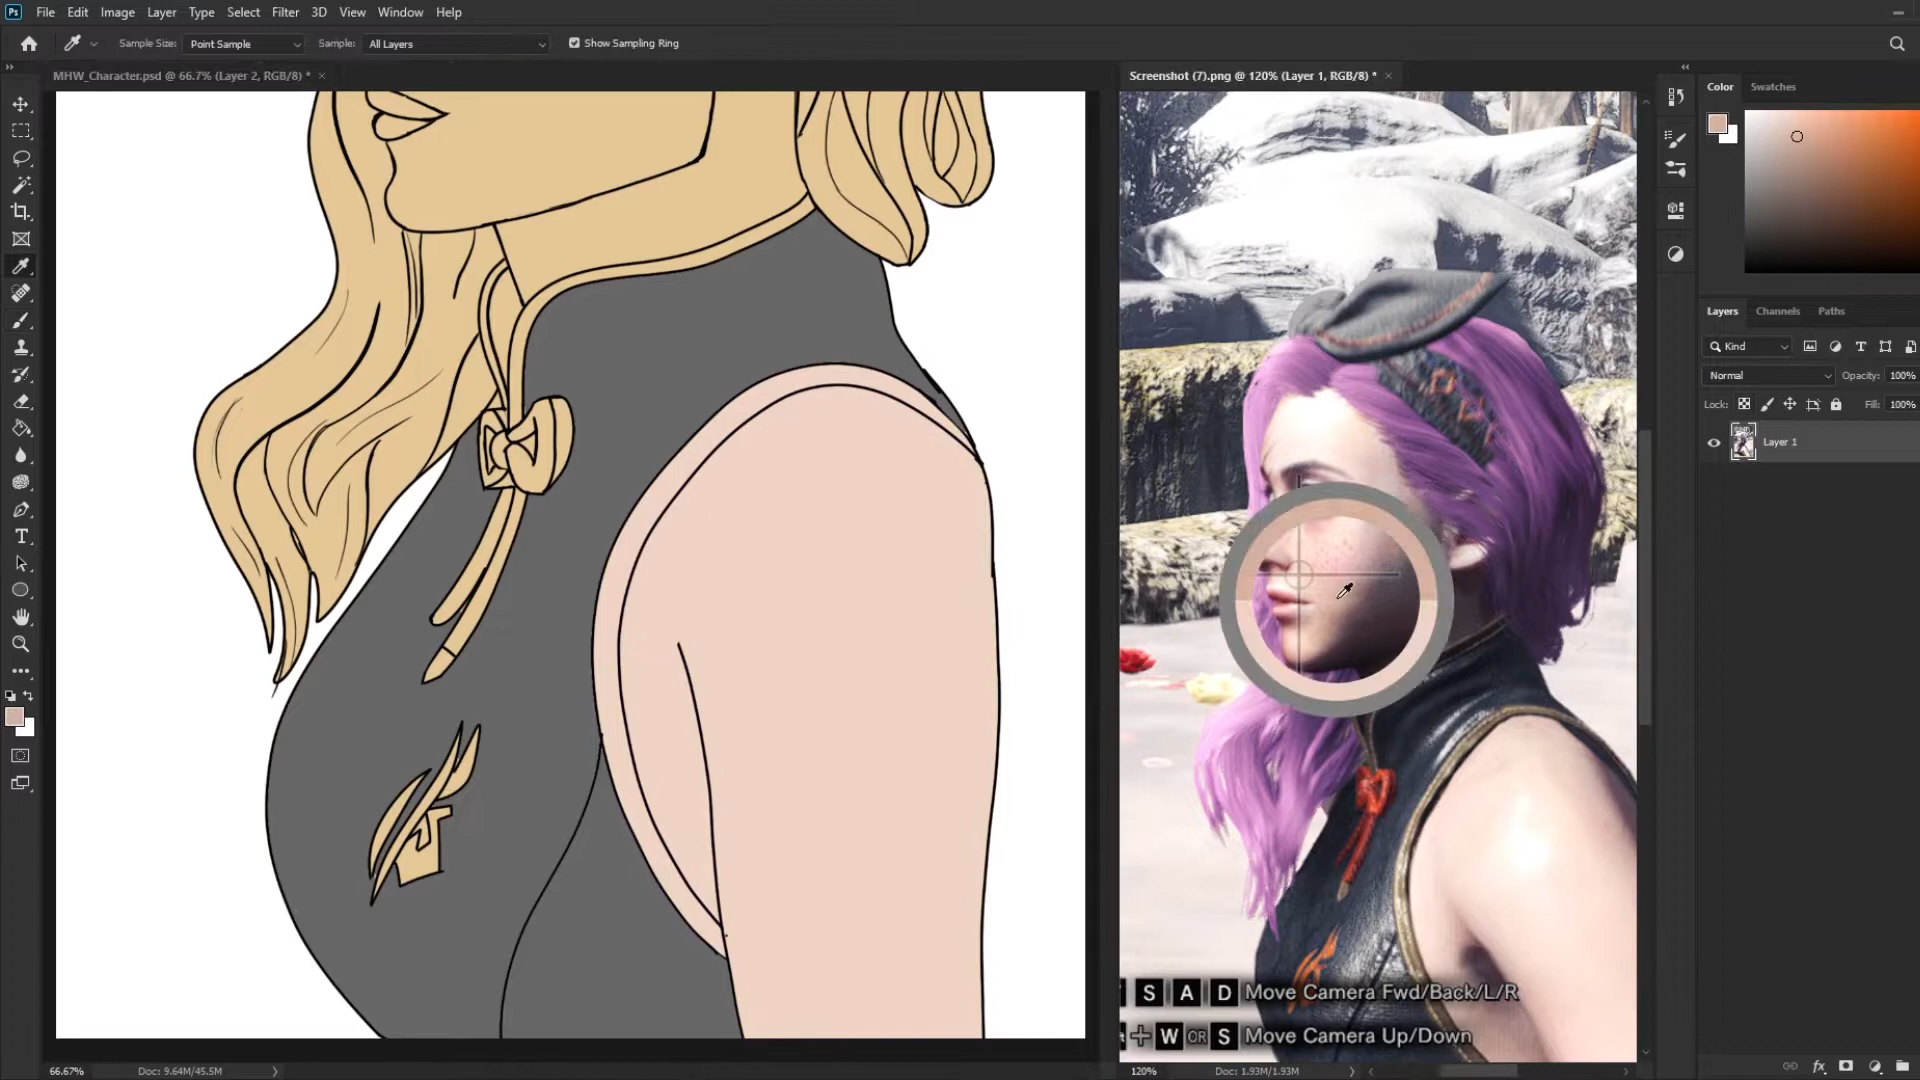 Ps File Edit Image Layer Type Select Filter 3D View Window Help
Sample Size: Point Sample Sample: All Layers Show Sampling Ring
MHW_Character.psd @ 66.7% (Layer 2, RGB/8) * ×
Screenshot (7).png @ 120% (Layer 1, RGB/8) * ×
Color Swatches
Layers Channels Paths
Kind
Normal Opacity: 100%
Lock: Fill: 100%
Layer 1
S A D Move Camera Fwd/Back/L/R
+ W OR S Move Camera Up/Down
66.67% Doc: 9.64M/45.5M
120% Doc: 1.93M/1.93M